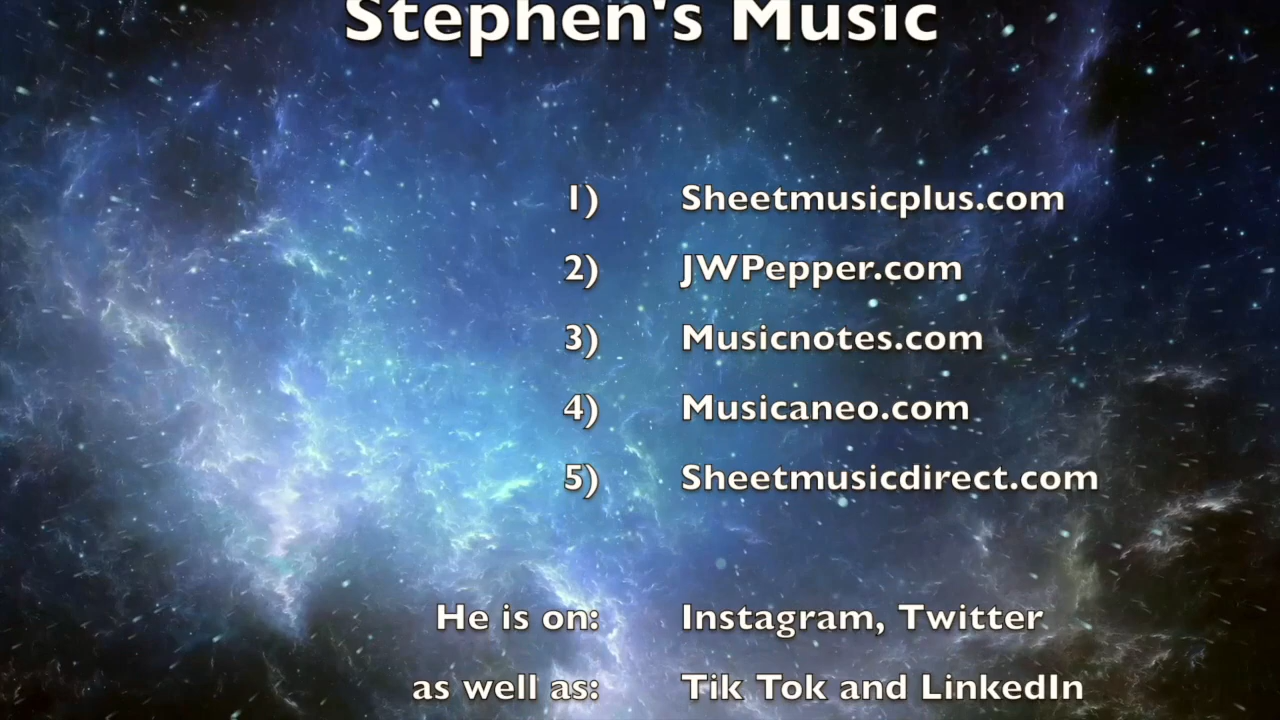 Stephen's Music
1) Sheetmusicplus.com
2) JWPepper.com
3) Musicnotes.com
4) Musicaneo.com
5) Sheetmusicdirect.com
He is on: Instagram, Twitter
as well as: Tik Tok and LinkedIn